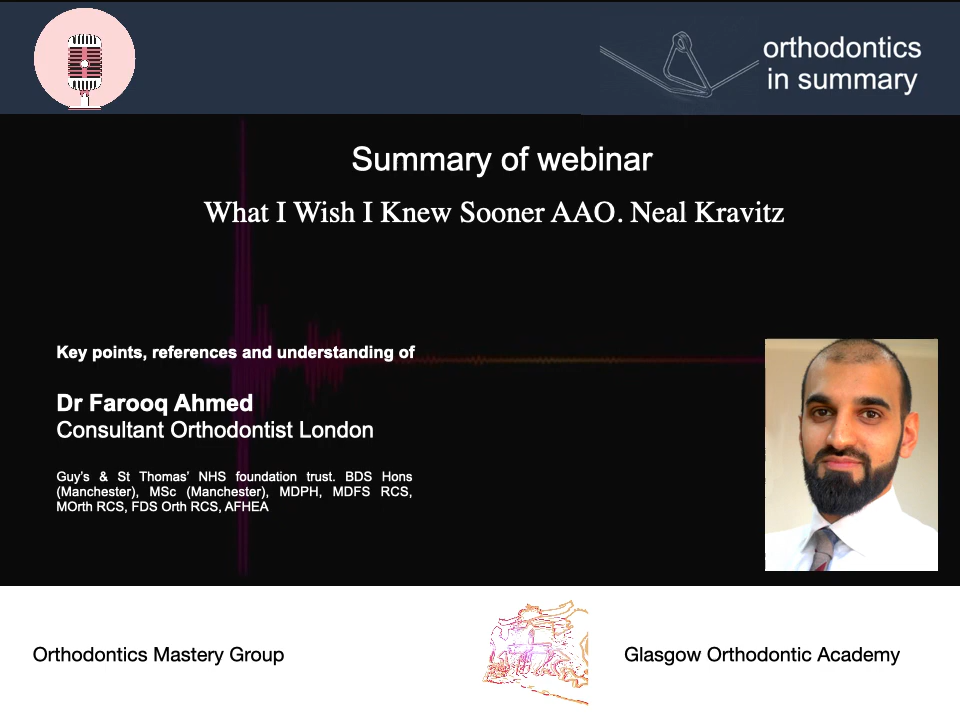 orthodontics
in summary
Summary of webinar
What I Wish I Knew Sooner AAO. Neal Kravitz
Key points, references and understanding of
Dr Farooq Ahmed
Consultant Orthodontist London
Guy’s & St Thomas’ NHS foundation trust. BDS Hons
(Manchester), MSc (Manchester), MDPH, MDFS RCS,
MOrth RCS, FDS Orth RCS, AFHEA
Orthodontics Mastery Group
Glasgow Orthodontic Academy